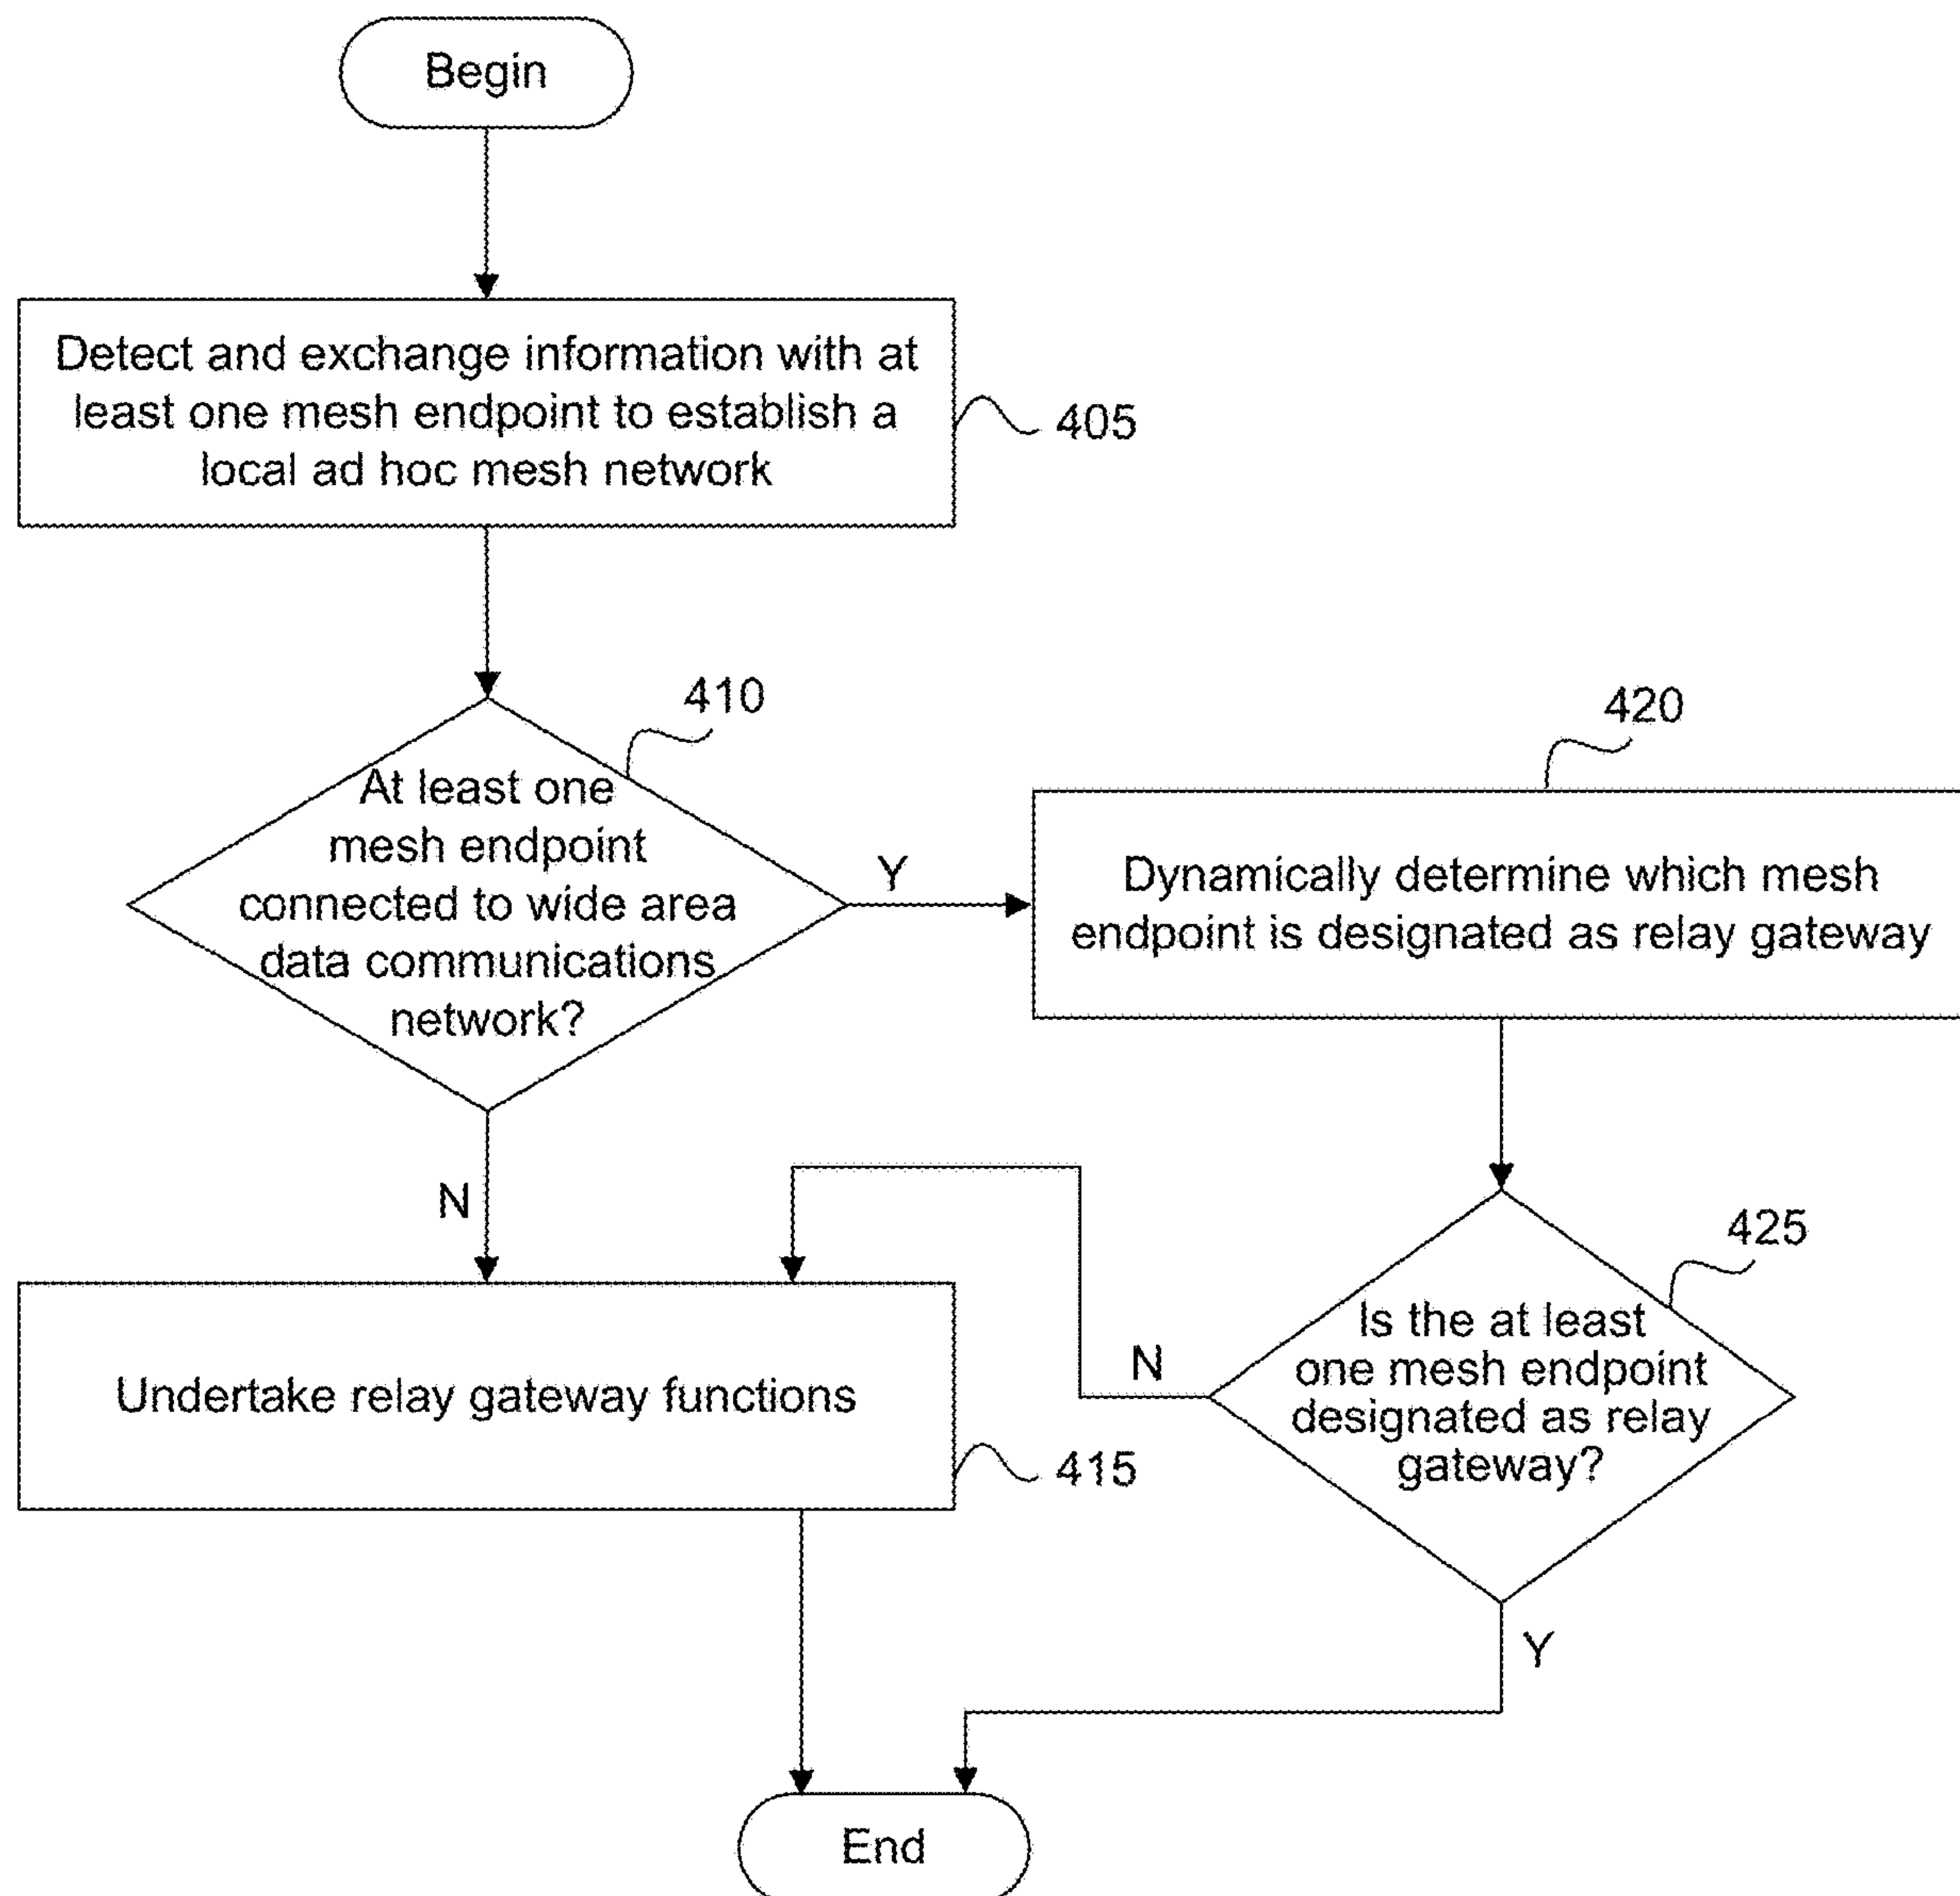 Begin
Detect and exchange information with at
least one mesh endpoint to establish a
local ad hoc mesh network
405
410
At least one
mesh endpoint
connected to wide area
data communications
network?
Y
420
Dynamically determine which mesh
endpoint is designated as relay gateway
N
425
Is the at least
one mesh endpoint
designated as relay
gateway?
N
Undertake relay gateway functions
415
Y
End